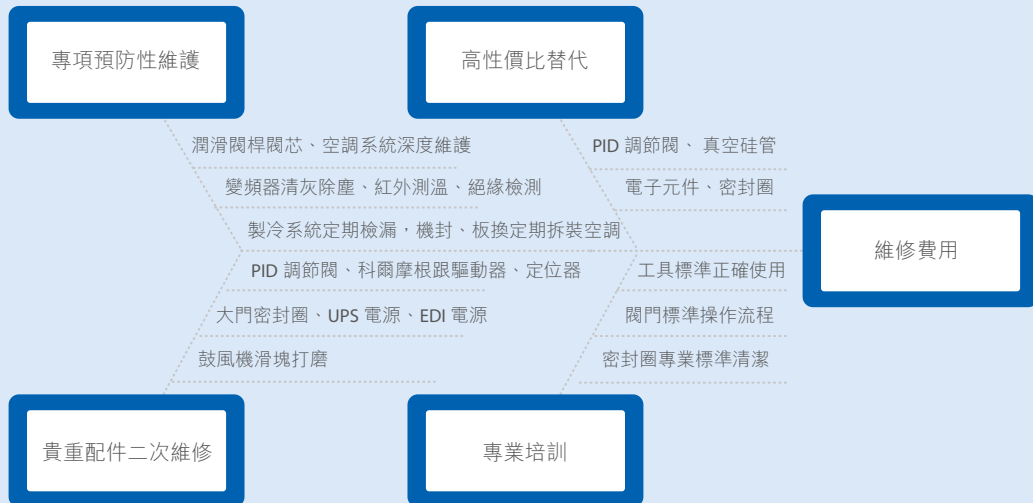 專項預防性維護
高性價比替代
潤滑閥桿閥芯、空調系統深度維護
PID 調節閥、 真空硅管
變頻器清灰除塵、紅外測溫、絕緣檢測
電子元件、密封圈
製冷系統定期檢漏,機封、板換定期拆裝空調
維修費用
PID 調節閥、科爾摩根跟驅動器、定位器
工具標準正確使用
大門密封圈、UPS 電源、EDI 電源
閥門標準操作流程
鼓風機滑塊打磨
密封圈專業標準清潔
貴重配件二次維修
專業培訓